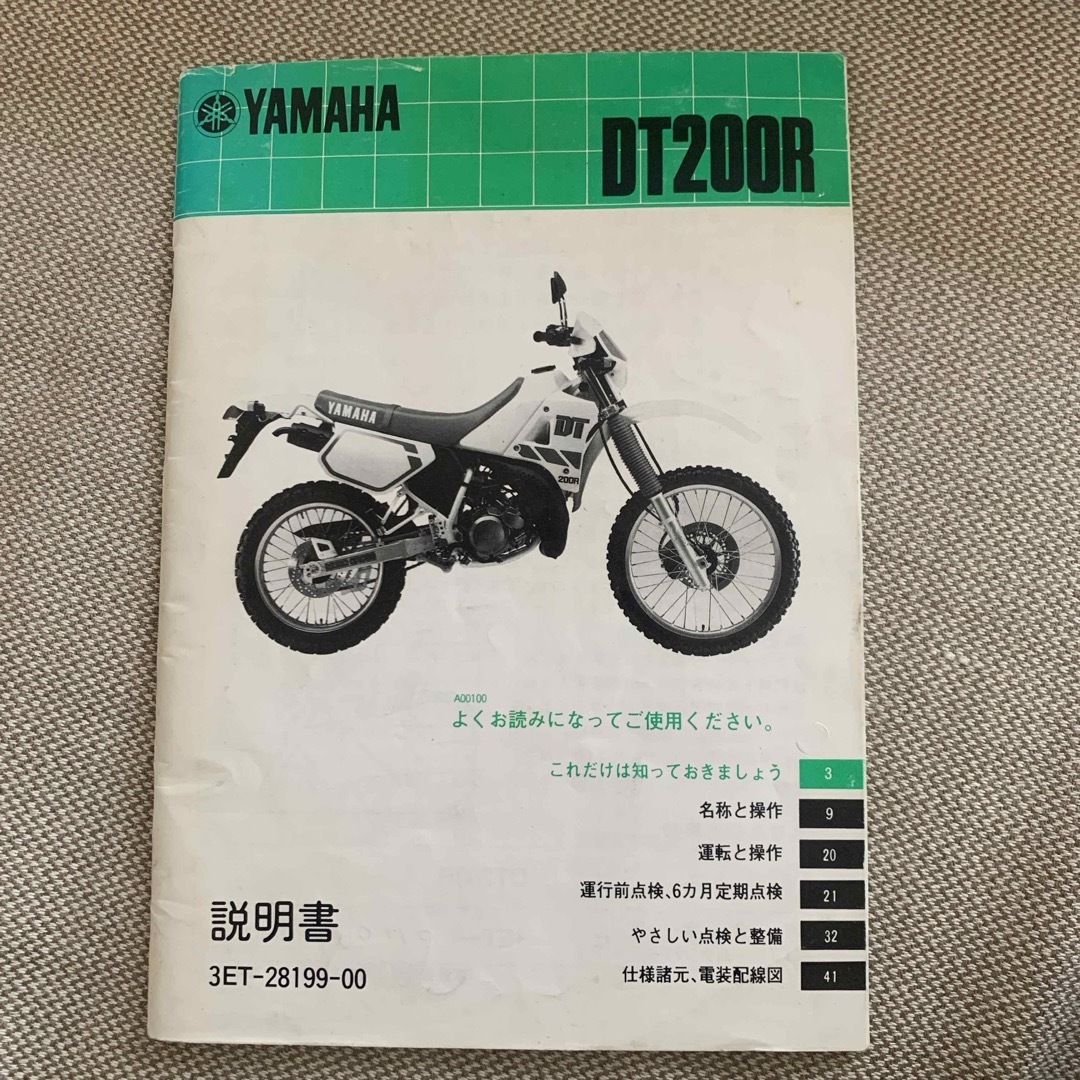 YAMAHA
DT200R
YAMAHA
DT
200R
A00100
よくお読みになってご使用ください。
これだけは知っておきましょう 3
名称と操作 9
運転と操作 20
運行前点検、6カ月定期点検 21
やさしい点検と整備 32
仕様諸元、電装配線図 41
説明書
3ET-28199-00